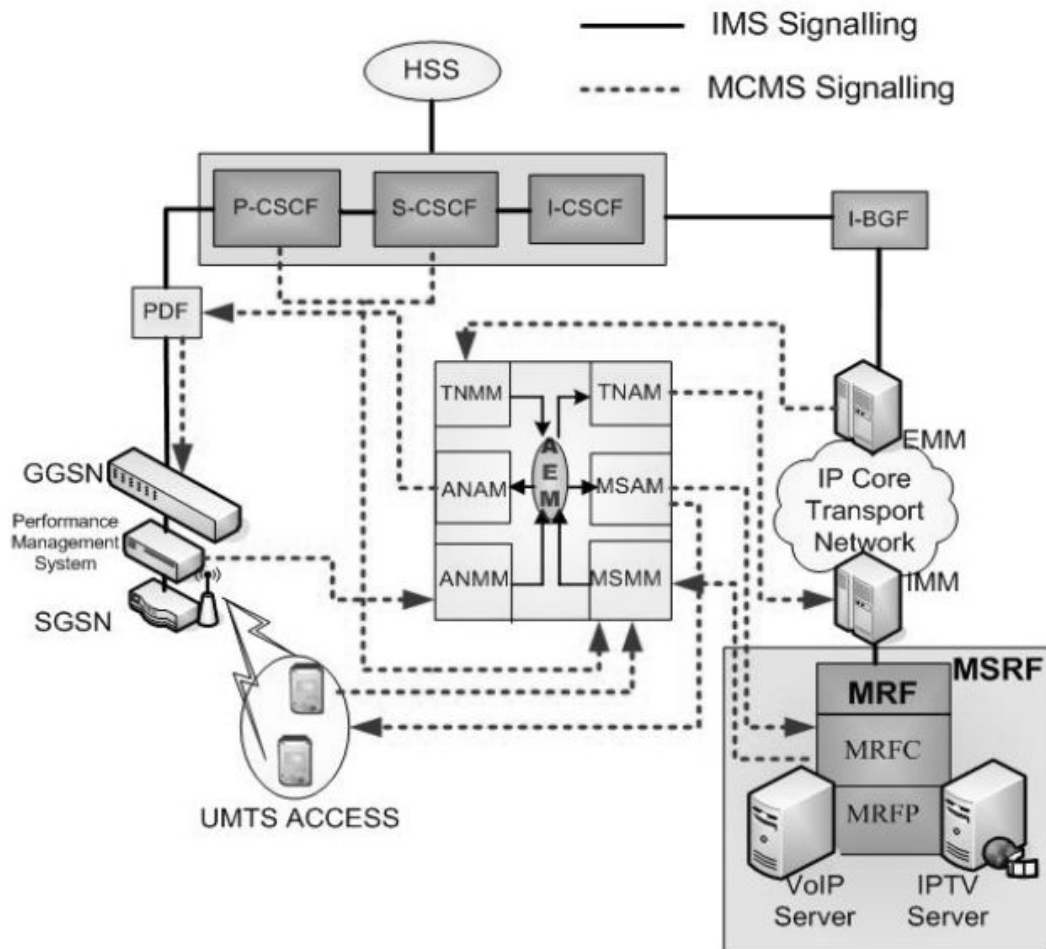 IMS Signalling
MCMS Signalling
HSS
P-CSCF
S-CSCF
I-CSCF
I-BGF
PDF
TNMM
TNAM
EMM
GGSN
ANAM
AEM
MSAM
IP Core
Transport
Network
Performance
Management
System
ANMM
MSMM
IMM
SGSN
MSRF
MRF
MRFC
MRFP
UMTS ACCESS
VoIP
Server
IPTV
Server